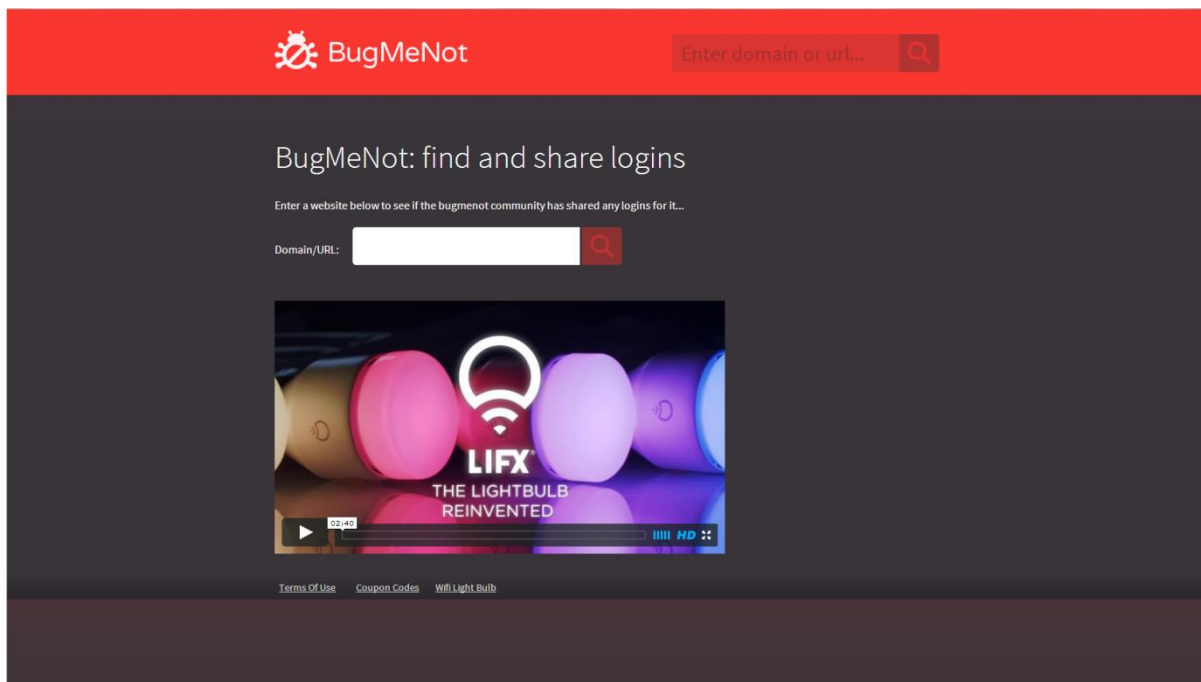 BugMeNot
Enter domain or url...
BugMeNot: find and share logins
Enter a website below to see if the bugmenot community has shared any logins for it...
Domain/URL:
LIFX
THE LIGHTBULB
REINVENTED
02:40
HD
Terms Of Use Coupon Codes Wifi Light Bulb